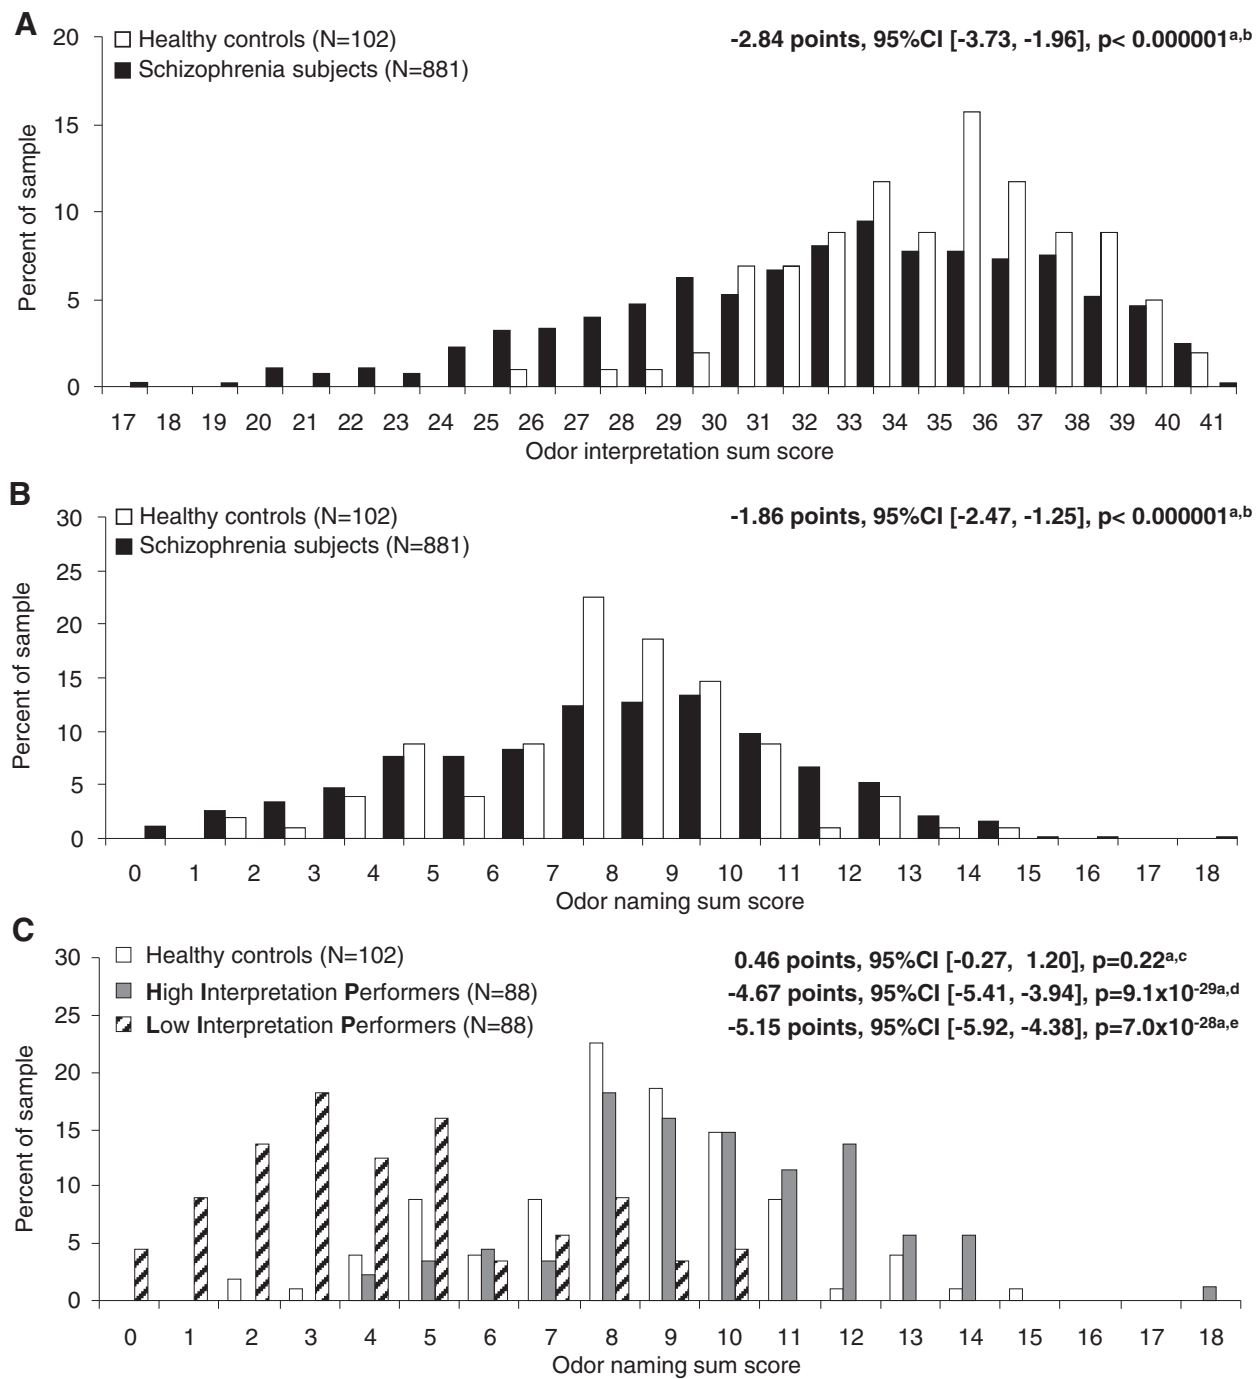 A
Healthy controls (N=102)
Schizophrenia subjects (N=881)
-2.84 points, 95%CI [-3.73, -1.96], p< 0.000001a,b
20
15
10
5
0
Percent of sample
17 18 19 20 21 22 23 24 25 26 27 28 29 30 31 32 33 34 35 36 37 38 39 40 41
Odor interpretation sum score
B
Healthy controls (N=102)
Schizophrenia subjects (N=881)
-1.86 points, 95%CI [-2.47, -1.25], p< 0.000001a,b
30
25
20
15
10
5
0
Percent of sample
0 1 2 3 4 5 6 7 8 9 10 11 12 13 14 15 16 17 18
Odor naming sum score
C
Healthy controls (N=102)
High Interpretation Performers (N=88)
Low Interpretation Performers (N=88)
0.46 points, 95%CI [-0.27, 1.20], p=0.22a,c
-4.67 points, 95%CI [-5.41, -3.94], p=9.1x10-29a,d
-5.15 points, 95%CI [-5.92, -4.38], p=7.0x10-28a,e
30
25
20
15
10
5
0
Percent of sample
0 1 2 3 4 5 6 7 8 9 10 11 12 13 14 15 16 17 18
Odor naming sum score